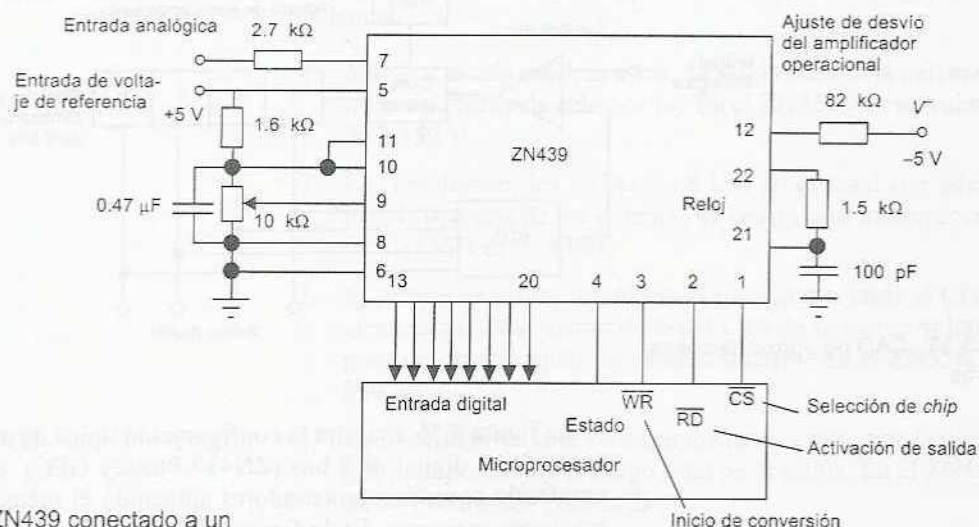 Entrada analógica
2.7 kΩ
Ajuste de desvío
del amplificador
operacional
Entrada de volta-
je de referencia
+5 V
1.6 kΩ
0.47 μF
10 kΩ
7
5
11
10
9
8
6
ZN439
12
22
Reloj
21
82 kΩ
V⁻
–5 V
1.5 kΩ
100 pF
13
20
4
3
2
1
Entrada digital
Estado
WR
RD
CS
Microprocesador
Selección de chip
Activación de salida
Inicio de conversión
ZN439 conectado a un